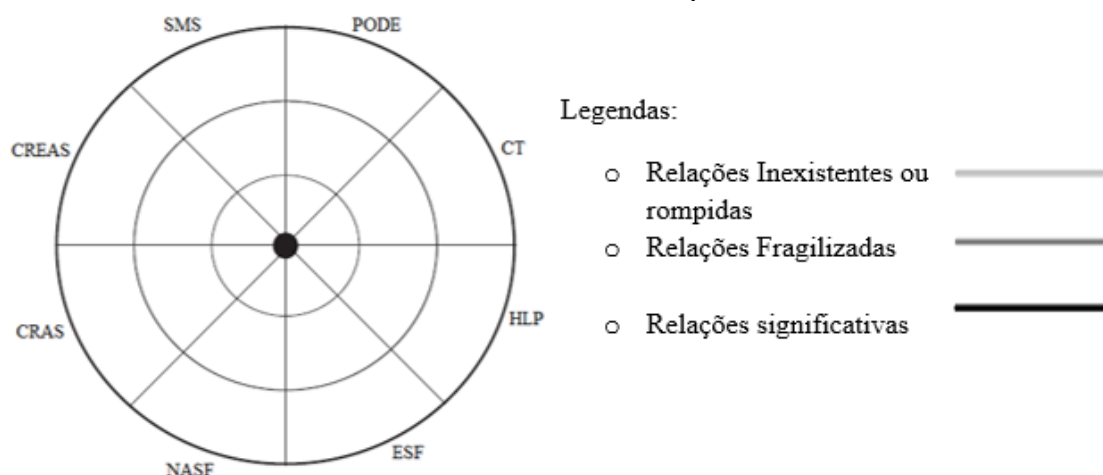 SMS
PODE
CREAS
CT
CRAS
HLP
NASF
ESF
Legendas:
o Relações Inexistentes ou
rompidas
o Relações Fragilizadas
o Relações significativas